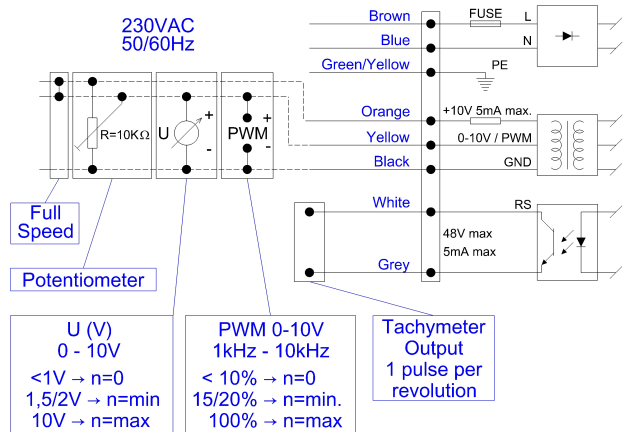 230VAC
50/60Hz
Brown
FUSE
L
Blue
N
Green/Yellow
PE
Orange
+10V 5mA max.
Yellow
0-10V / PWM
Black
GND
R=10KΩ
U
+
-
PWM
+
-
White
RS
48V max
5mA max
Grey
Full
Speed
Potentiometer
U (V)
0 - 10V
<1V → n=0
1,5/2V → n=min
10V → n=max
PWM 0-10V
1kHz - 10kHz
< 10% → n=0
15/20% → n=min.
100% → n=max
Tachymeter
Output
1 pulse per
revolution